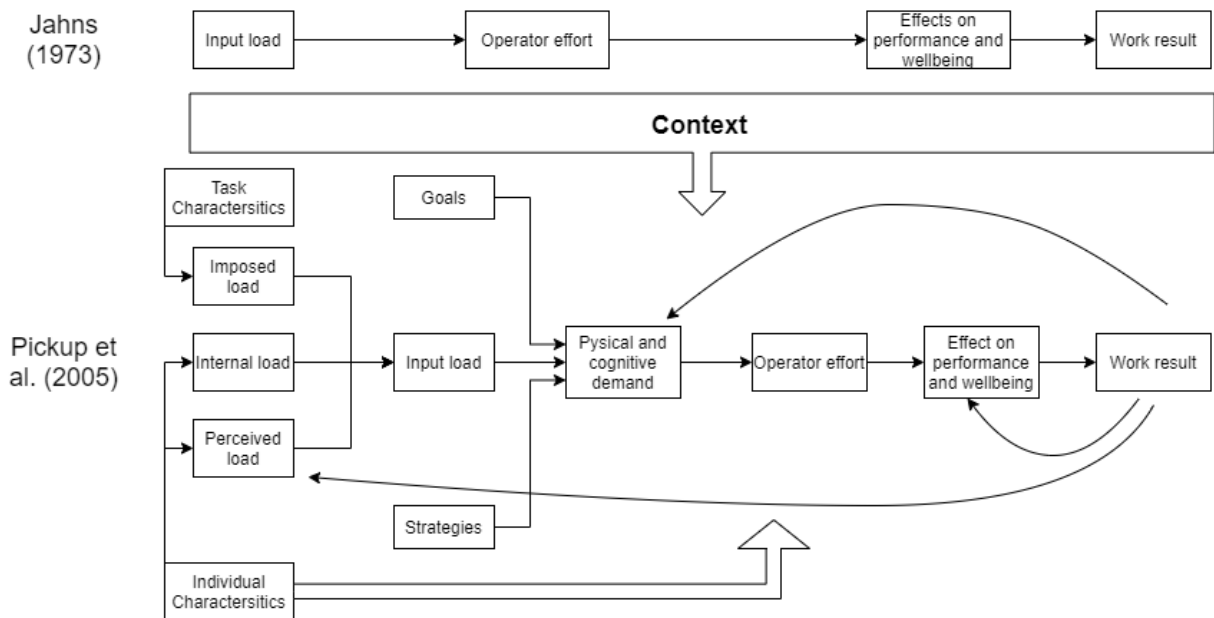 Jahns
(1973)
Input load
Operator effort
Effects on
performance and
wellbeing
Work result
Context
Task
Charactersitics
Goals
Imposed
load
Pickup et
al. (2005)
Internal load
Input load
Pysical and
cognitive
demand
Operator effort
Effect on
performance
and wellbeing
Work result
Perceived
load
Strategies
Individual
Charactersitics